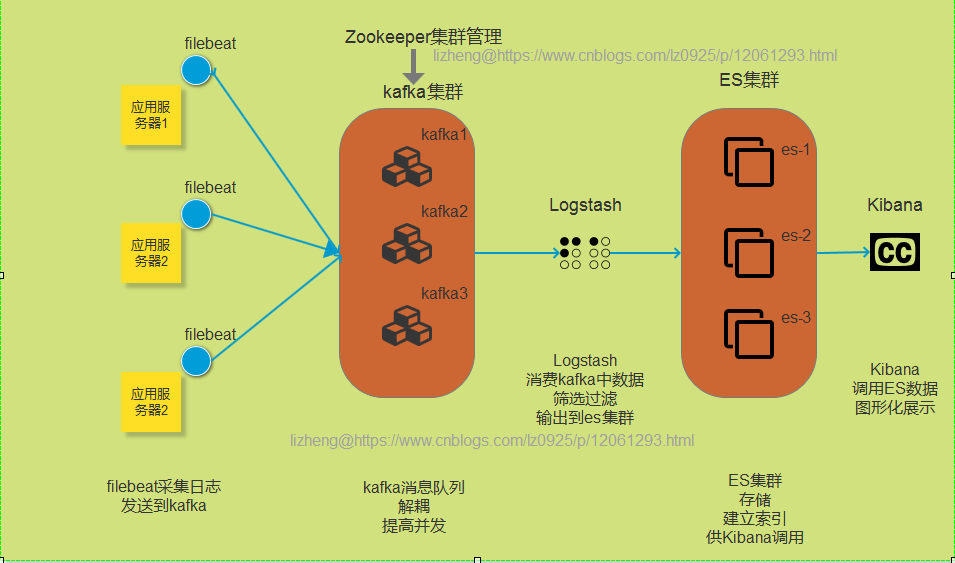 filebeat
应用服
务器1
filebeat
应用服
务器2
filebeat
应用服
务器2
filebeat采集日志
发送到kafka
Zookeeper集群管理
lizheng@https://www.cnblogs.com/lz0925/p/12061293.html
kafka集群
kafka1
kafka2
kafka3
kafka消息队列
解耦
提高并发
Logstash
Logstash
消费kafka中数据
筛选过滤
输出到es集群
lizheng@https://www.cnblogs.com/lz0925/p/12061293.html
ES集群
es-1
es-2
es-3
ES集群
存储
建立索引
供Kibana调用
Kibana
CC
Kibana
调用ES数据
图形化展示